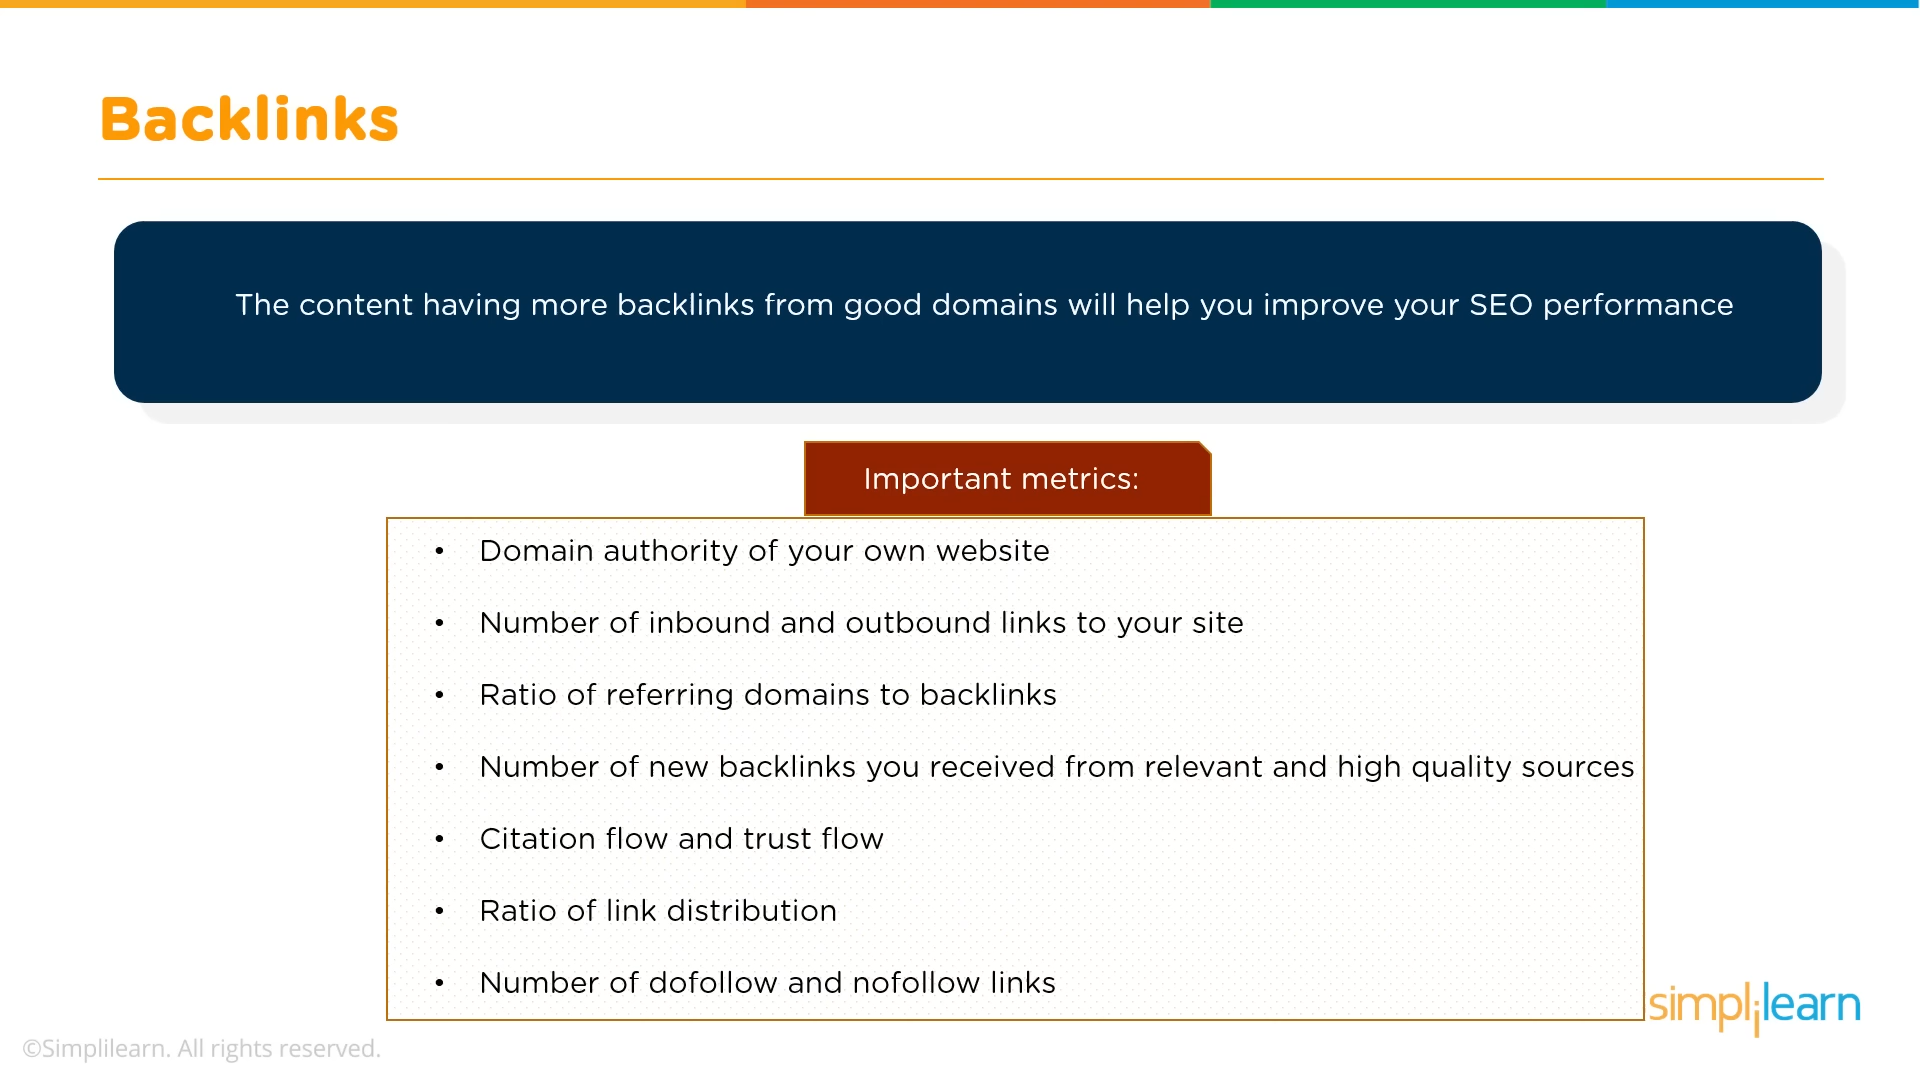 Backlinks
The content having more backlinks from good domains will help you improve your SEO performance
Important metrics:
• Domain authority of your own website
• Number of inbound and outbound links to your site
• Ratio of referring domains to backlinks
• Number of new backlinks you received from relevant and high quality sources
• Citation flow and trust flow
• Ratio of link distribution
• Number of dofollow and nofollow links
simplilearn
©Simplilearn. All rights reserved.